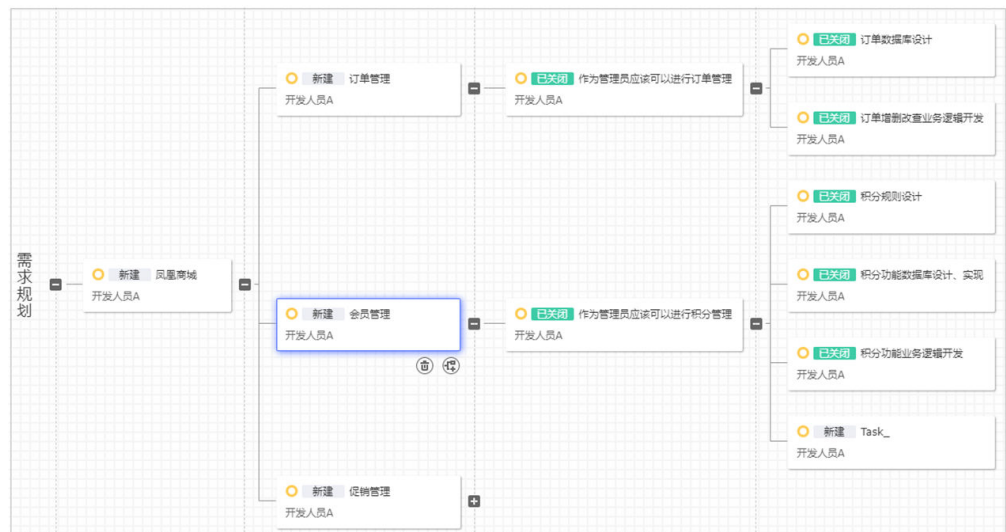 需求规划
新建 凤凰商城
开发人员A
新建 订单管理
开发人员A
已关闭 作为管理员应该可以进行订单管理
开发人员A
已关闭 订单数据库设计
开发人员A
已关闭 订单增删改查业务逻辑开发
开发人员A
新建 会员管理
开发人员A
已关闭 作为管理员应该可以进行积分管理
开发人员A
已关闭 积分规则设计
开发人员A
已关闭 积分功能数据库设计、实现
开发人员A
已关闭 积分功能业务逻辑开发
开发人员A
新建 Task_
开发人员A
新建 促销管理
开发人员A